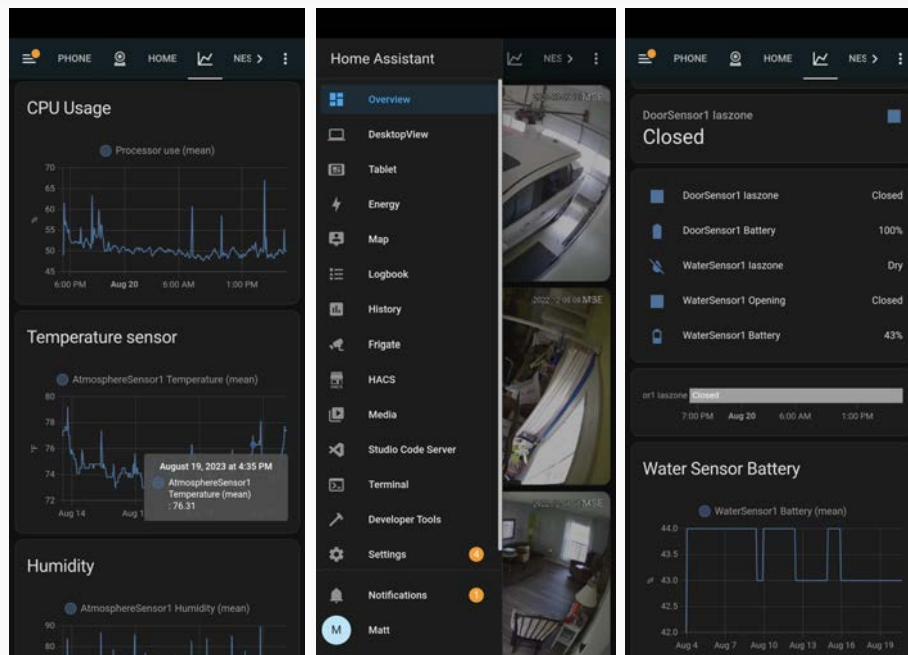 PHONE HOME NES
CPU Usage
Processor use (mean)
70
65
60
55
50
45
%
6:00 PM Aug 20 6:00 AM 1:00 PM
Temperature sensor
AtmosphereSensor1 Temperature (mean)
80
78
76
74
72
°F
August 19, 2023 at 4:35 PM
AtmosphereSensor1
Temperature (mean)
: 76.31
Aug 14 Aug 1
Humidity
AtmosphereSensor1 Humidity (mean)
90
80
Home Assistant
NES
Overview
DesktopView
Tablet
Energy
Map
Logbook
History
Frigate
HACS
Media
Studio Code Server
Terminal
Developer Tools
Settings 4
Notifications 1
M Matt
PHONE HOME NES
DoorSensor1 Iaszone
Closed
DoorSensor1 Iaszone Closed
DoorSensor1 Battery 100%
WaterSensor1 Iaszone Dry
WaterSensor1 Opening Closed
WaterSensor1 Battery 43%
or1 Iaszone Closed
7:00 PM Aug 20 6:00 AM 1:00 PM
Water Sensor Battery
WaterSensor1 Battery (mean)
44.0
43.5
43.0
42.5
42.0
%
Aug 4 Aug 7 Aug 10 Aug 13 Aug 16 Aug 19